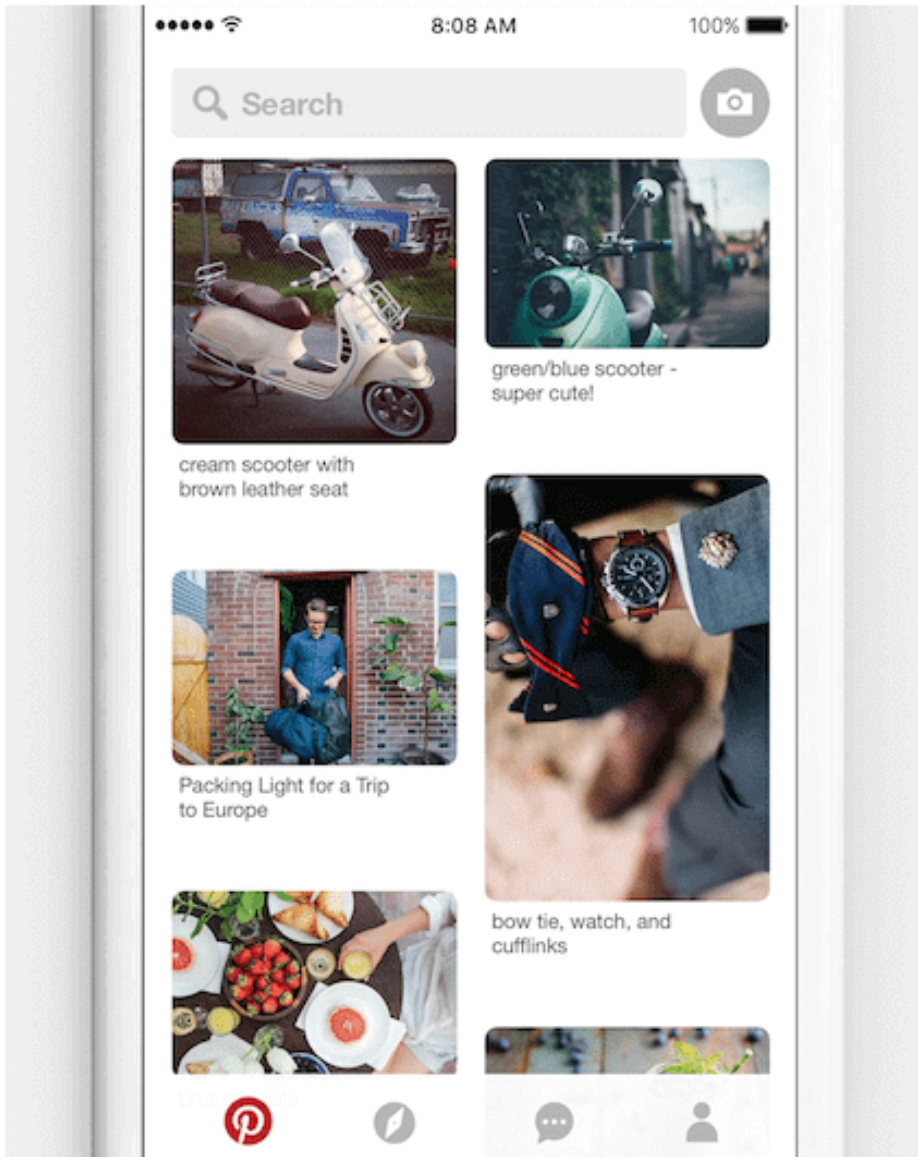 8:08 AM
100%
Search
cream scooter with
brown leather seat
green/blue scooter -
super cute!
Packing Light for a Trip
to Europe
bow tie, watch, and
cufflinks